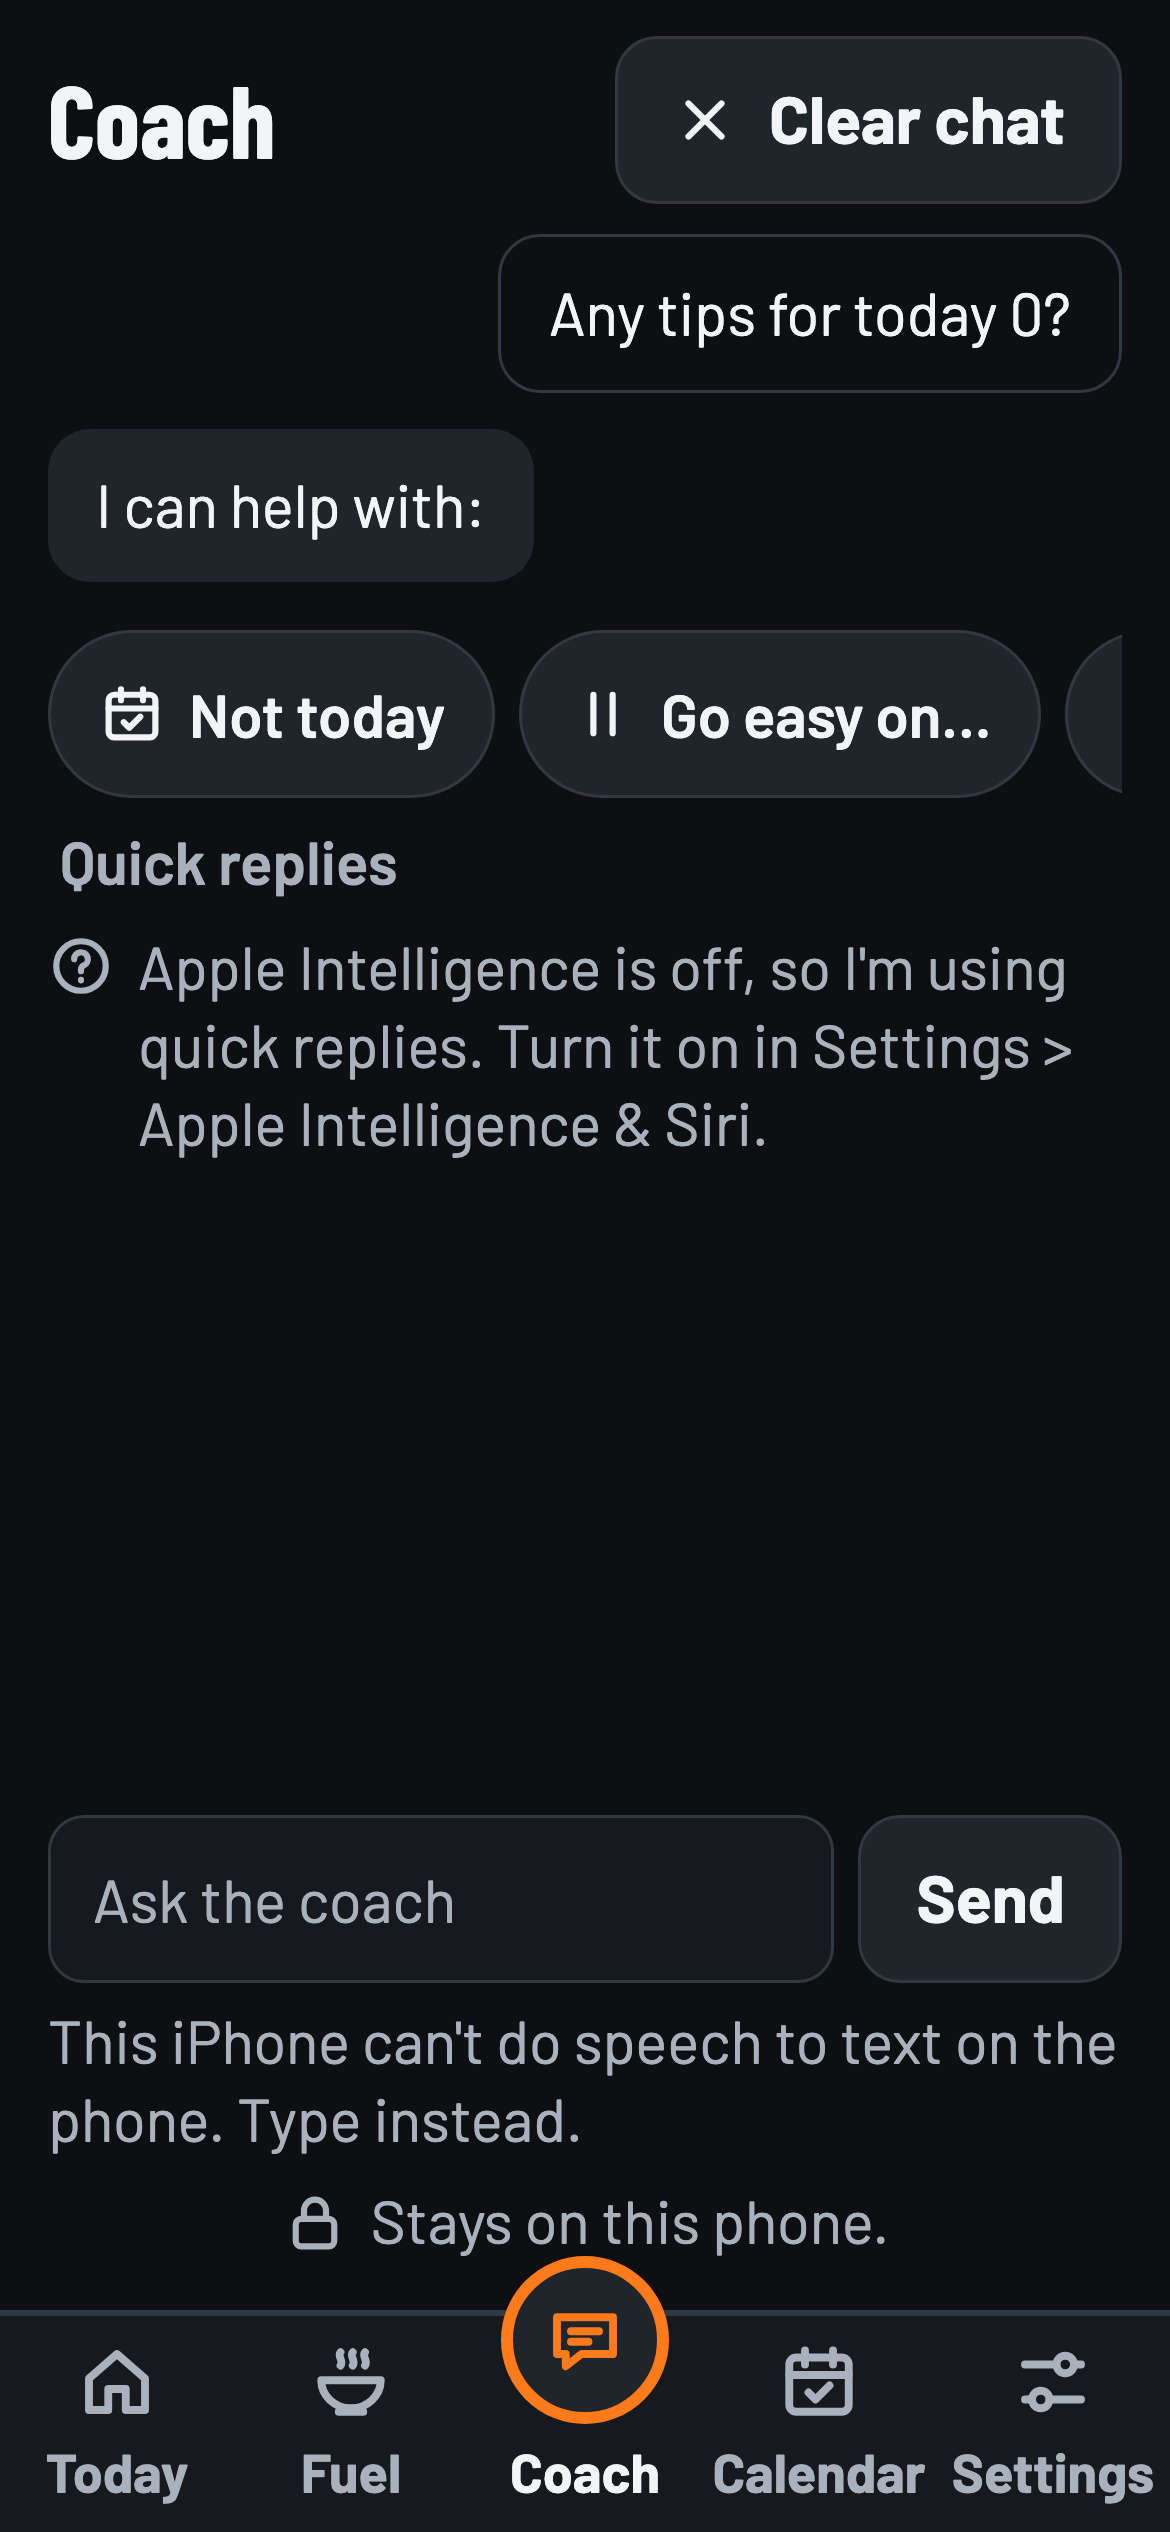 Coach
Clear chat
Any tips for today 0?
I can help with:
Not today
Go easy on...
Quick replies
Apple Intelligence is off, so I'm using
quick replies. Turn it on in Settings >
Apple Intelligence & Siri.
Ask the coach
Send
This iPhone can't do speech to text on the
phone. Type instead.
Stays on this phone.
Today
Fuel
Coach
Calendar
Settings